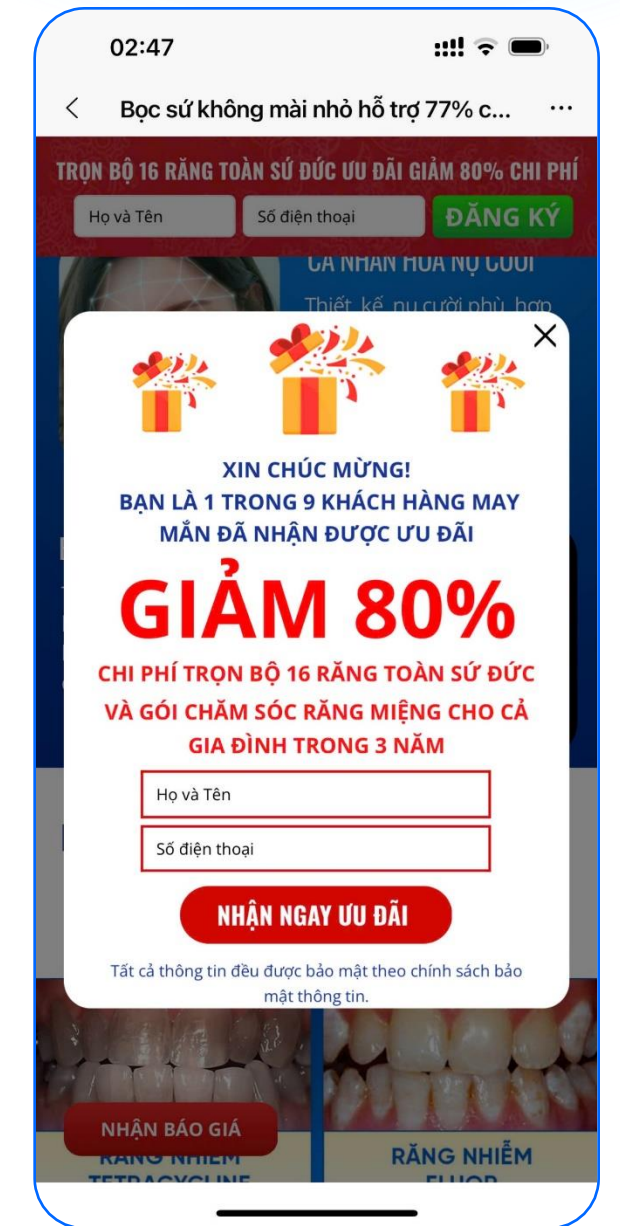 02:47
Bọc sứ không mài nhỏ hỗ trợ 77% c...
TRỌN BỘ 16 RĂNG TOÀN SỨ ĐỨC ƯU ĐÃI GIẢM 80% CHI PHÍ
Họ và Tên
Số điện thoại
ĐĂNG KÝ
CÁ NHÂN HÓA NỤ CƯỜI
Thiết kế nụ cười phù hợp
XIN CHÚC MỪNG!
BẠN LÀ 1 TRONG 9 KHÁCH HÀNG MAY
MẮN ĐÃ NHẬN ĐƯỢC ƯU ĐÃI
GIẢM 80%
CHI PHÍ TRỌN BỘ 16 RĂNG TOÀN SỨ ĐỨC
VÀ GÓI CHĂM SÓC RĂNG MIỆNG CHO CẢ
GIA ĐÌNH TRONG 3 NĂM
Họ và Tên
Số điện thoại
NHẬN NGAY ƯU ĐÃI
Tất cả thông tin đều được bảo mật theo chính sách bảo
mật thông tin.
NHẬN BÁO GIÁ
RĂNG NHIỄM
TETRACYCLINE
RĂNG NHIỄM
FLUOR